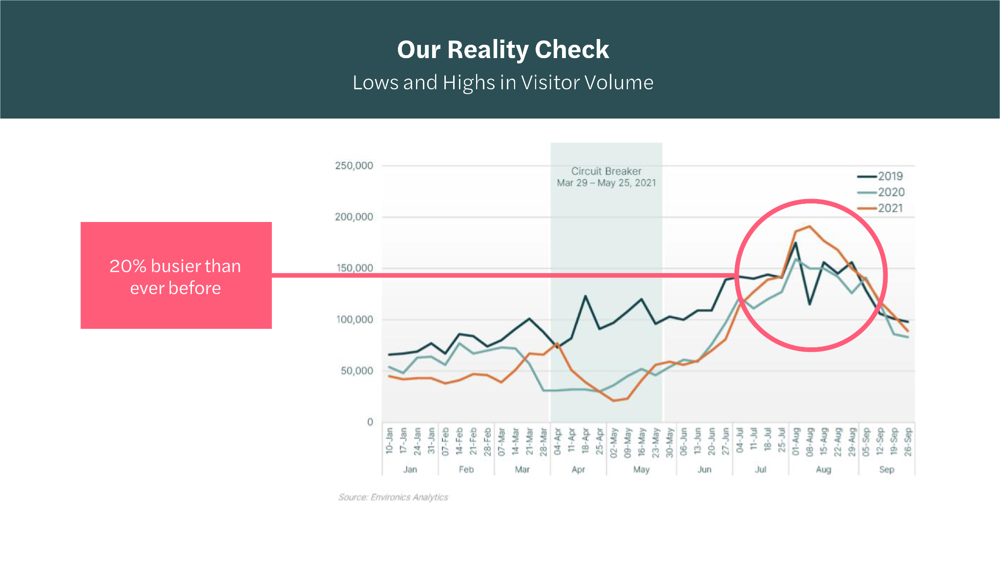 Our Reality Check
Lows and Highs in Visitor Volume
20% busier than
ever before
250,000
200,000
150,000
100,000
50,000
0
Circuit Breaker
Mar 29 – May 25, 2021
2019
2020
2021
10-Jan
17-Jan
24-Jan
31-Jan
07-Feb
14-Feb
21-Feb
28-Feb
07-Mar
14-Mar
21-Mar
28-Mar
04-Apr
11-Apr
18-Apr
25-Apr
02-May
09-May
16-May
23-May
30-May
06-Jun
13-Jun
20-Jun
27-Jun
04-Jul
11-Jul
18-Jul
25-Jul
01-Aug
08-Aug
15-Aug
22-Aug
29-Aug
05-Sep
12-Sep
19-Sep
26-Sep
Jan
Feb
Mar
Apr
May
Jun
Jul
Aug
Sep
Source: Environics Analytics